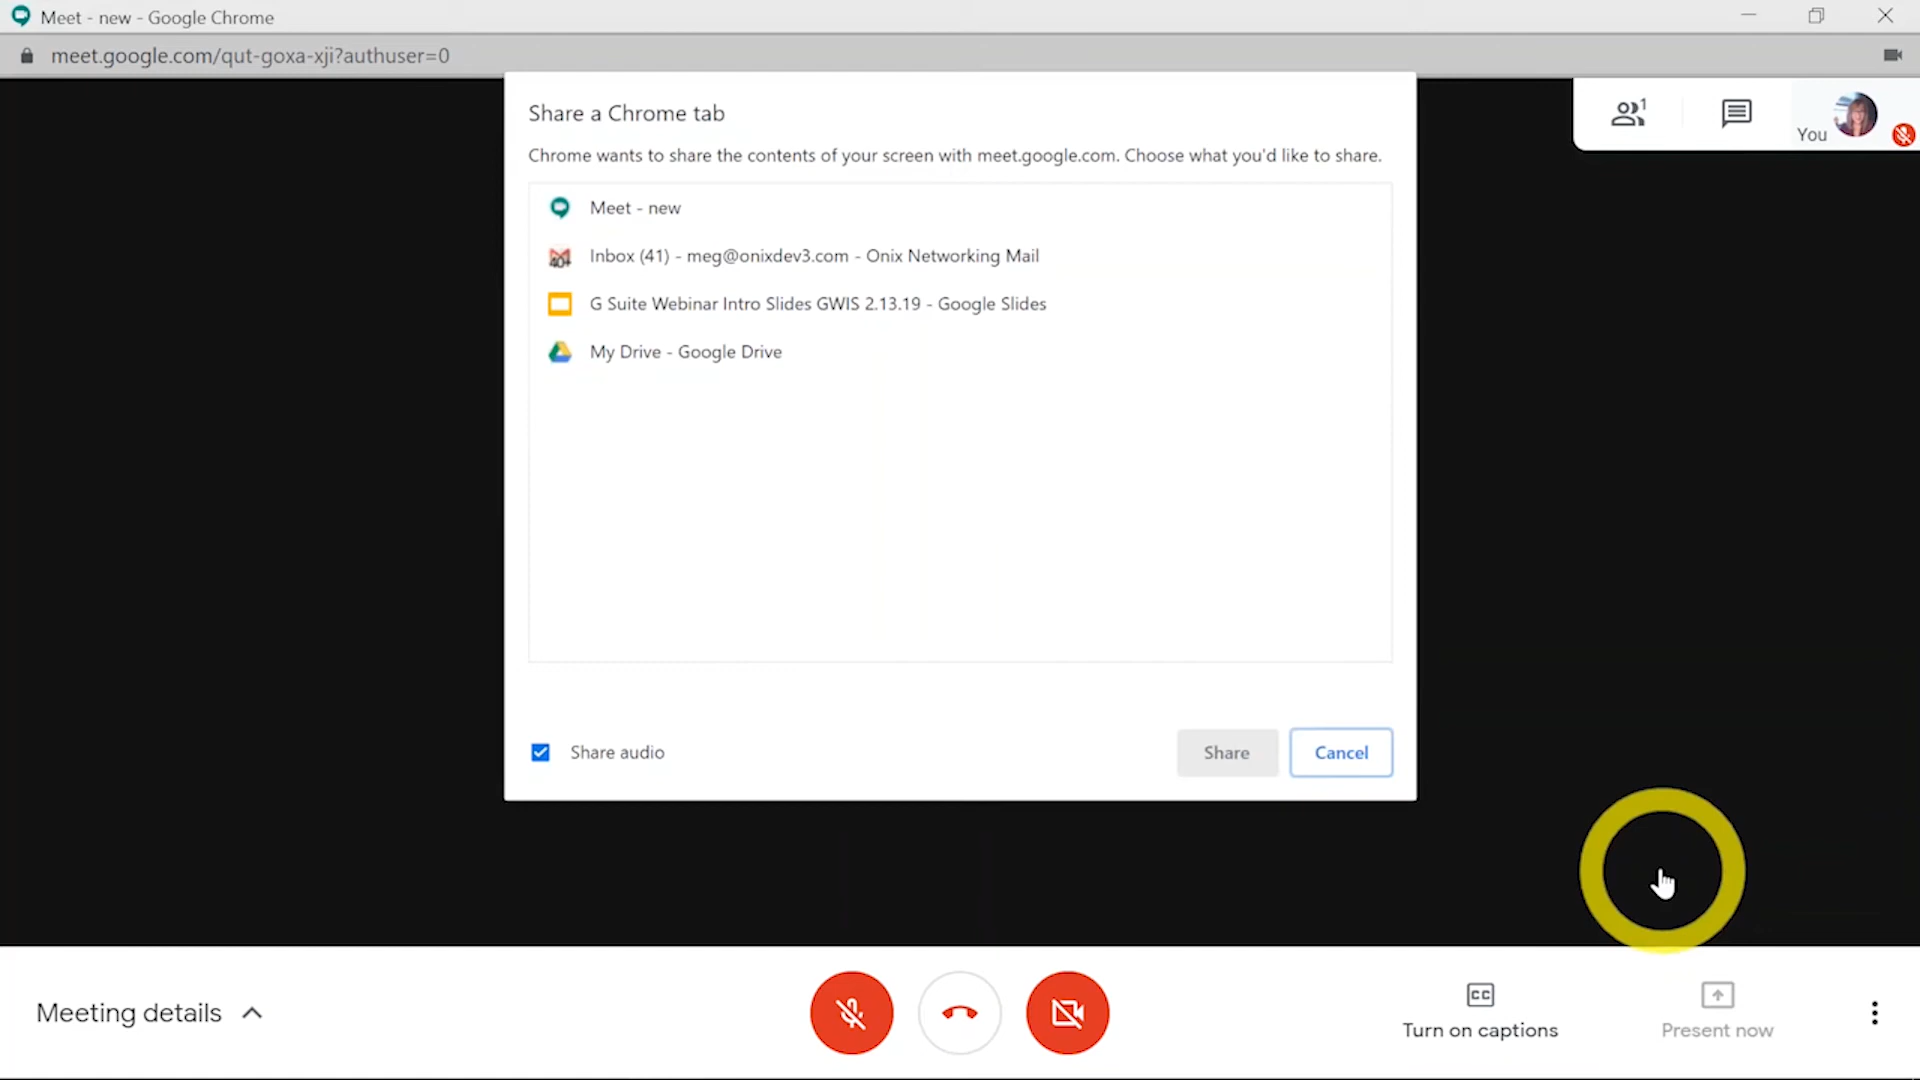 Meet - new - Google Chrome
meet.google.com/qut-goxa-xji?authuser=0
Share a Chrome tab
Chrome wants to share the contents of your screen with meet.google.com. Choose what you'd like to share.
1
You
Meet - new
Inbox (41) - meg@onixdev3.com - Onix Networking Mail
G Suite Webinar Intro Slides GWIS 2.13.19 - Google Slides
My Drive - Google Drive
Share audio
Share
Cancel
Meeting details
CC
Turn on captions
Present now